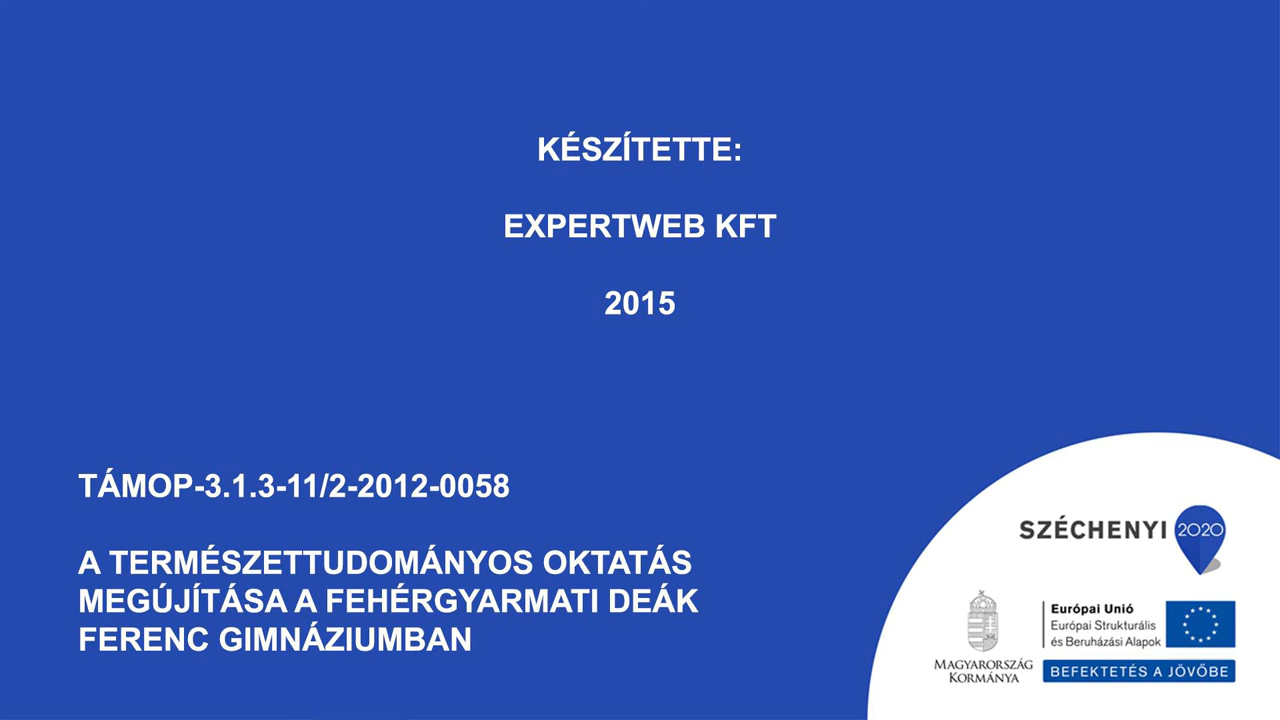 KÉSZÍTETTE:
EXPERTWEB KFT
2015
TÁMOP-3.1.3-11/2-2012-0058
A TERMÉSZETTUDOMÁNYOS OKTATÁS
MEGÚJÍTÁSA A FEHÉRGYARMATI DEÁK
FERENC GIMNÁZIUMBAN
SZÉCHENYI 2020
MAGYARORSZÁG
KORMÁNYA
Európai Unió
Európai Strukturális
és Beruházási Alapok
BEFEKTETÉS A JÖVŐBE